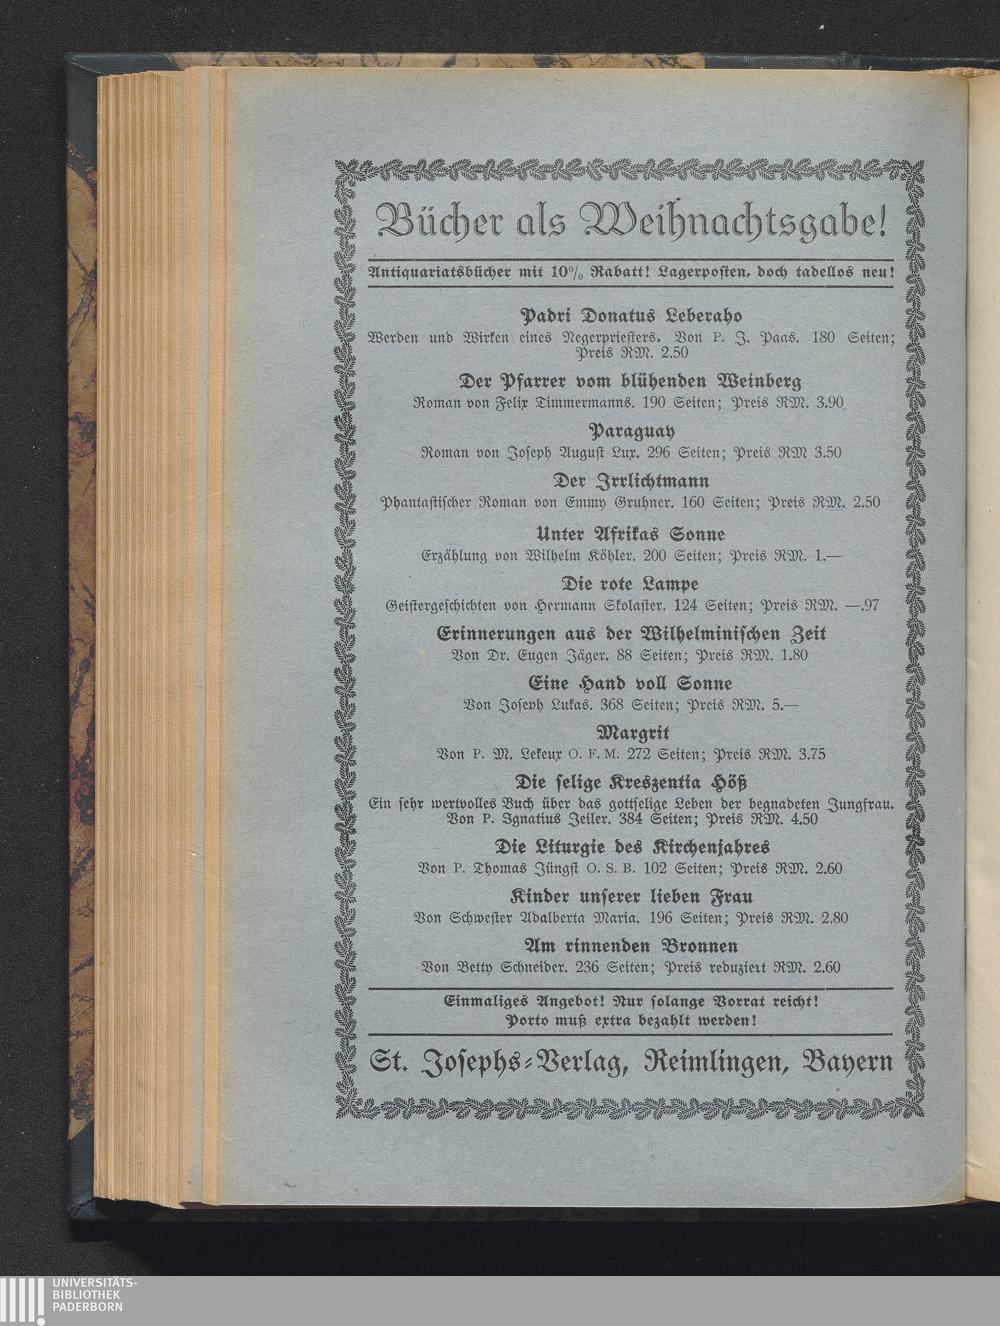 Bücher als Weihnachtsgabe!
Antiquariatsbücher mit 10% Rabatt! Lagerposten, doch tadellos neu!
Padri Donatus Leberaho
Werden und Wirken eines Negerpriesters. Von P. J. Paas. 180 Seiten;
Preis RM. 2.50
Der Pfarrer vom blühenden Weinberg
Roman von Felix Timmermanns. 190 Seiten; Preis RM. 3.90
Paraguay
Roman von Joseph August Lux. 296 Seiten; Preis RM 3.50
Der Irrlichtmann
Phantastischer Roman von Emmy Gruhner. 160 Seiten; Preis RM. 2.50
Unter Afrikas Sonne
Erzählung von Wilhelm Köhler. 200 Seiten; Preis RM. 1.—
Die rote Lampe
Geistergeschichten von Hermann Skolaster. 124 Seiten; Preis RM. —.97
Erinnerungen aus der Wilhelminischen Zeit
Von Dr. Eugen Jäger. 88 Seiten; Preis RM. 1.80
Eine Hand voll Sonne
Von Joseph Lukas. 368 Seiten; Preis RM. 5.—
Margrit
Von P. M. Lekeux O. F. M. 272 Seiten; Preis RM. 3.75
Die selige Kreszentia Höß
Ein sehr wertvolles Buch über das gottselige Leben der begnadeten Jungfrau.
Von P. Ignatius Jeiler. 384 Seiten; Preis RM. 4.50
Die Liturgie des Kirchenjahres
Von P. Thomas Jüngst O. S. B. 102 Seiten; Preis RM. 2.60
Kinder unserer lieben Frau
Von Schwester Adalberta Maria. 196 Seiten; Preis RM. 2.80
Am rinnenden Bronnen
Von Betty Schneider. 236 Seiten; Preis reduziert RM. 2.60
Einmaliges Angebot! Nur solange Vorrat reicht!
Porto muß extra bezahlt werden!
St. Josephs-Verlag, Reimlingen, Bayern
UNIVERSITÄTS-
BIBLIOTHEK
PADERBORN